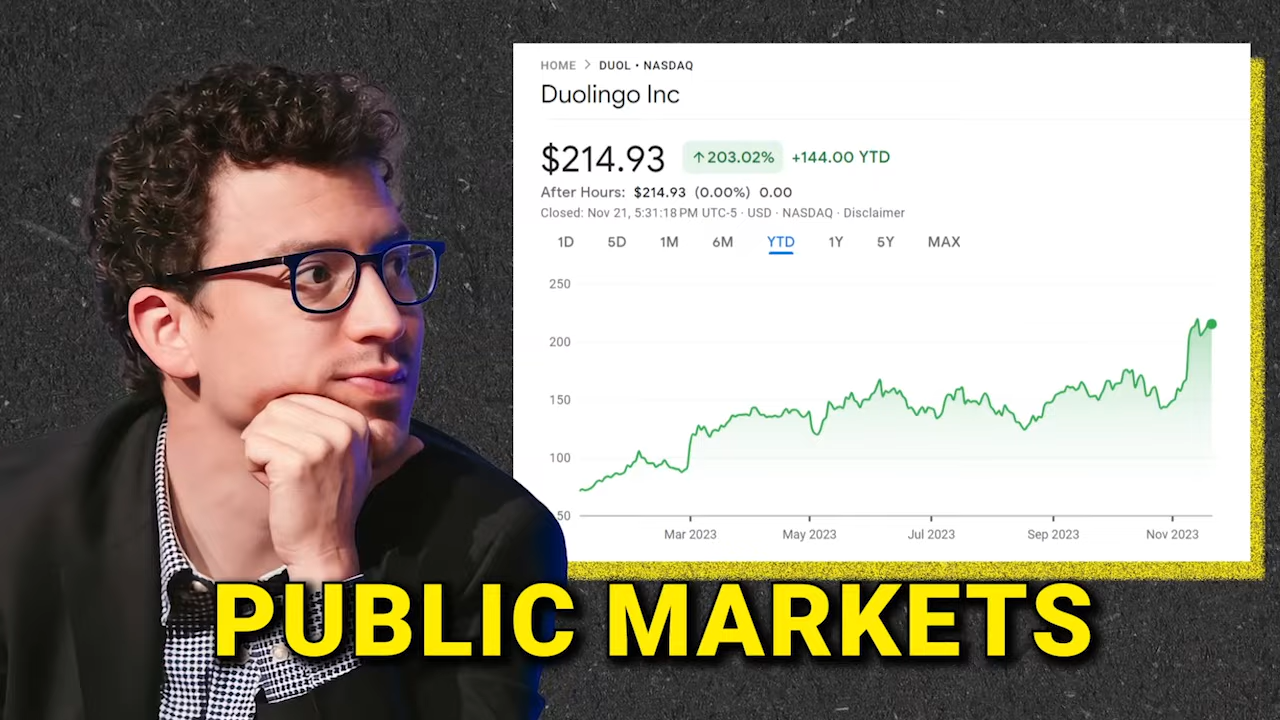 HOME > DUOL • NASDAQ
Duolingo Inc
$214.93 ↑203.02% +144.00 YTD
After Hours: $214.93 (0.00%) 0.00
Closed: Nov 21, 5:31:18 PM UTC-5 · USD · NASDAQ · Disclaimer
1D 5D 1M 6M YTD 1Y 5Y MAX
250
200
150
100
50
Mar 2023 May 2023 Jul 2023 Sep 2023 Nov 2023
PUBLIC MARKETS